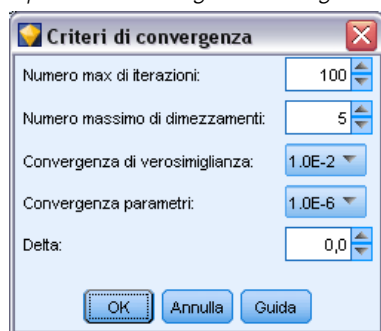 Criteri di convergenza
Numero max di iterazioni: 100
Numero massimo di dimezzamenti: 5
Convergenza di verosimiglianza: 1.0E-2
Convergenza parametri: 1.0E-6
Delta: 0,0
OK Annulla Guida